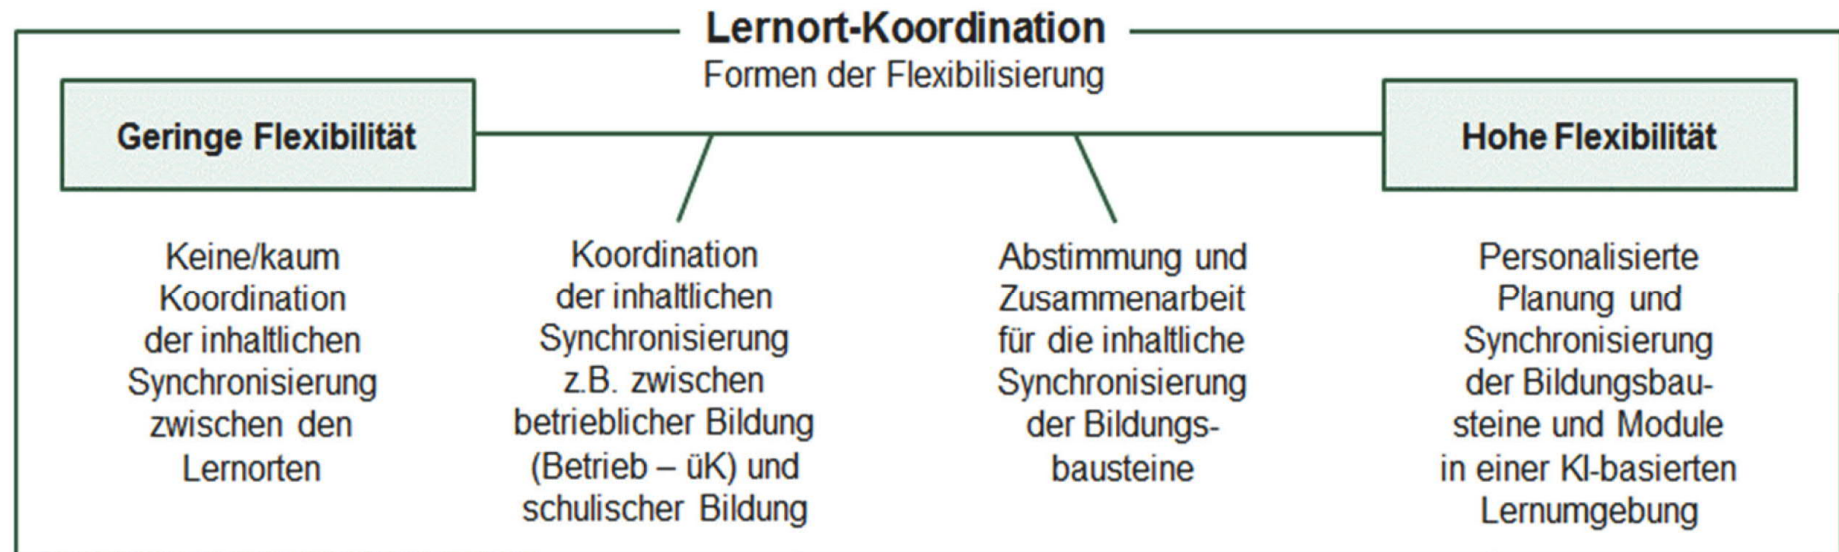 Lernort-Koordination
Formen der Flexibilisierung
Geringe Flexibilität
Hohe Flexibilität
Keine/kaum
Koordination
der inhaltlichen
Synchronisierung
zwischen den
Lernorten
Koordination
der inhaltlichen
Synchronisierung
z.B. zwischen
betrieblicher Bildung
(Betrieb – üK) und
schulischer Bildung
Abstimmung und
Zusammenarbeit
für die inhaltliche
Synchronisierung
der Bildungs-
bausteine
Personalisierte
Planung und
Synchronisierung
der Bildungsbau-
steine und Module
in einer KI-basierten
Lernumgebung